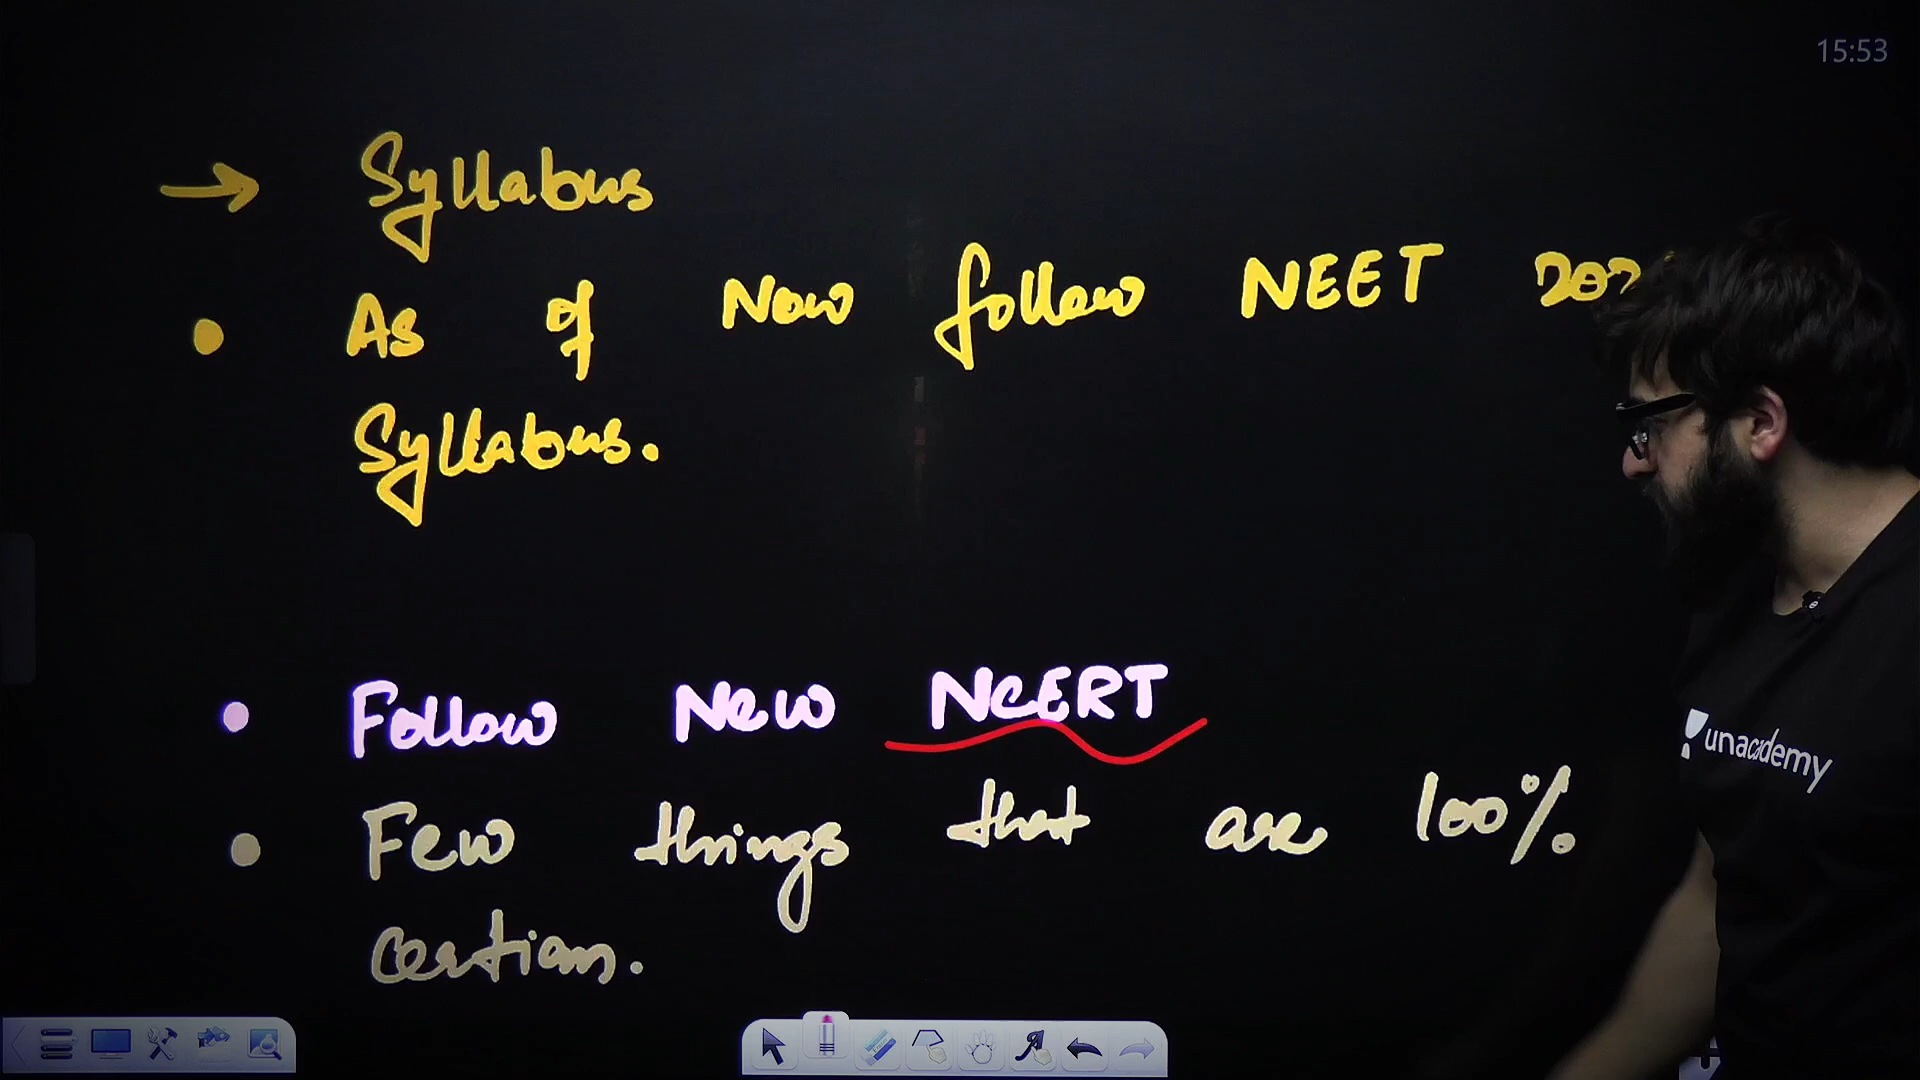 15:53
→ Syllabus
• As of Now follow NEET
Syllabus.
• Follow New NCERT
• Few things that are 100%
certian.
unacademy